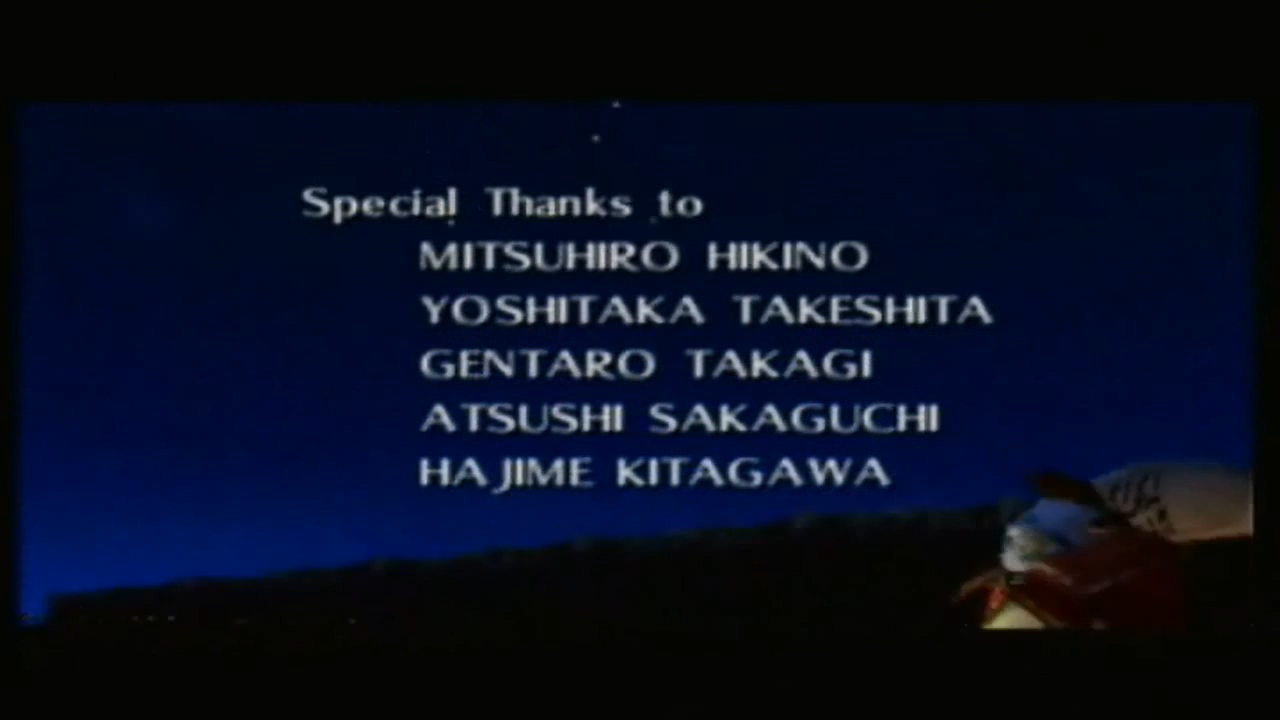 Special Thanks to
MITSUHIRO HIKINO
YOSHITAKA TAKESHITA
GENTARO TAKAGI
ATSUSHI SAKAGUCHI
HAJIME KITAGAWA